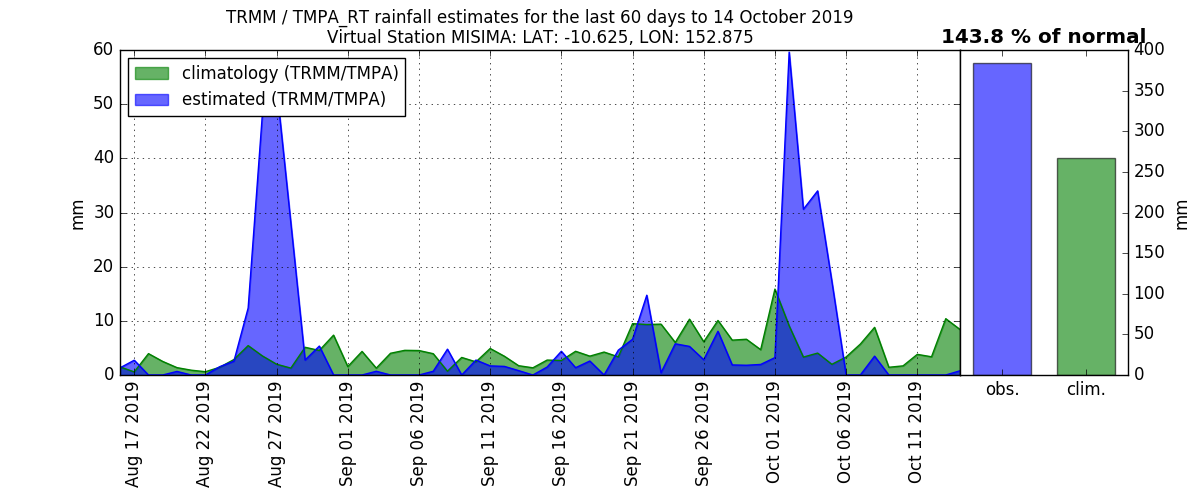 TRMM / TMPA_RT rainfall estimates for the last 60 days to 14 October 2019
Virtual Station MISIMA: LAT: -10.625, LON: 152.875
143.8 % of normal
climatology (TRMM/TMPA)
estimated (TRMM/TMPA)
60
50
40
30
20
10
0
mm
400
350
300
250
200
150
100
50
0
mm
Aug 17 2019
Aug 22 2019
Aug 27 2019
Sep 01 2019
Sep 06 2019
Sep 11 2019
Sep 16 2019
Sep 21 2019
Sep 26 2019
Oct 01 2019
Oct 06 2019
Oct 11 2019
obs.
clim.